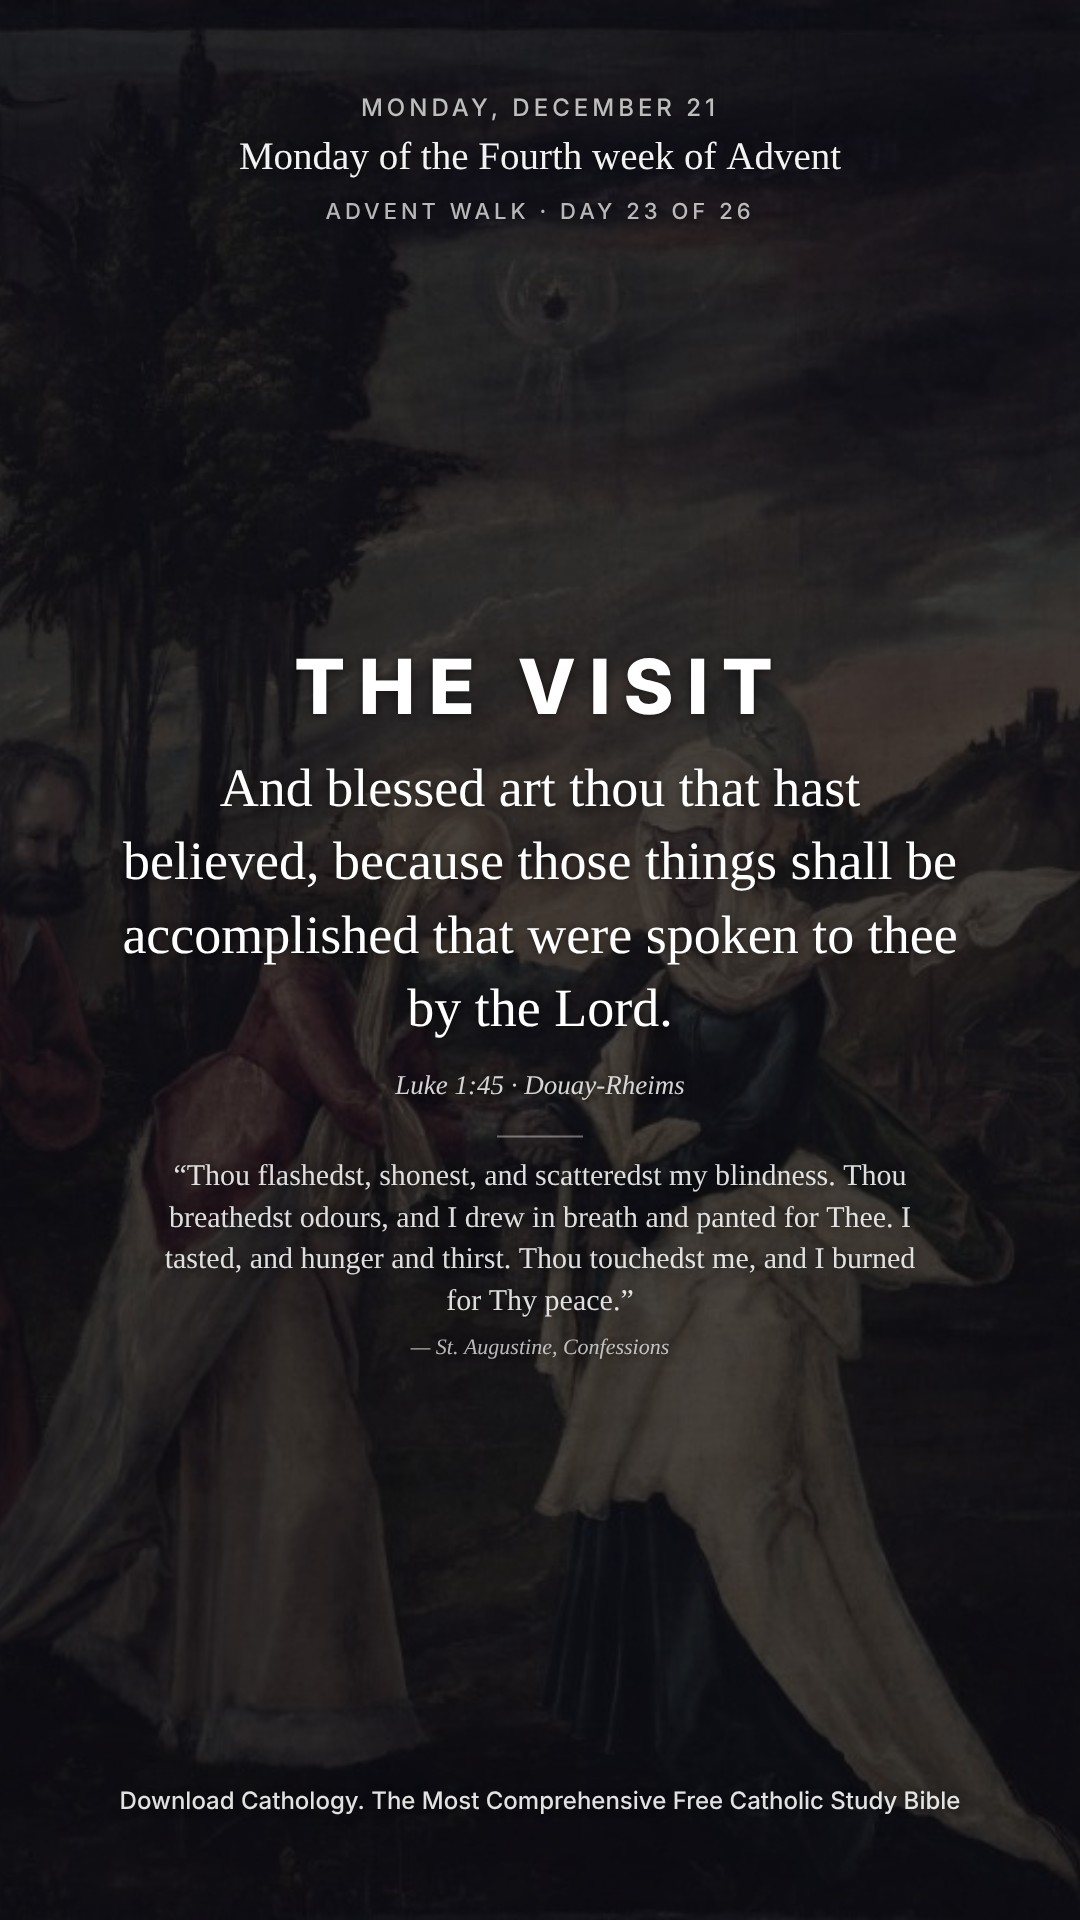 MONDAY, DECEMBER 21
Monday of the Fourth week of Advent
ADVENT WALK · DAY 23 OF 26
THE VISIT
And blessed art thou that hast
believed, because those things shall be
accomplished that were spoken to thee
by the Lord.
Luke 1:45 · Douay-Rheims
“Thou flashedst, shonest, and scatteredst my blindness. Thou
breathedst odours, and I drew in breath and panted for Thee. I
tasted, and hunger and thirst. Thou touchedst me, and I burned
for Thy peace.”
— St. Augustine, Confessions
Download Cathology. The Most Comprehensive Free Catholic Study Bible